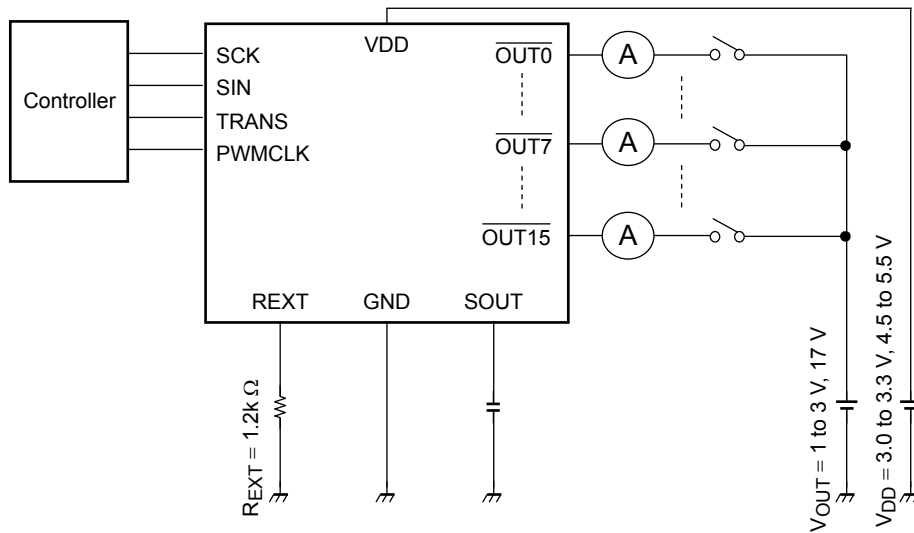 Controller
SCK
SIN
TRANS
PWMCLK
VDD
OUT0
OUT7
OUT15
A
A
A
REXT
GND
SOUT
REXT = 1.2k Ω
VOUT = 1 to 3 V, 17 V
VDD = 3.0 to 3.3 V, 4.5 to 5.5 V